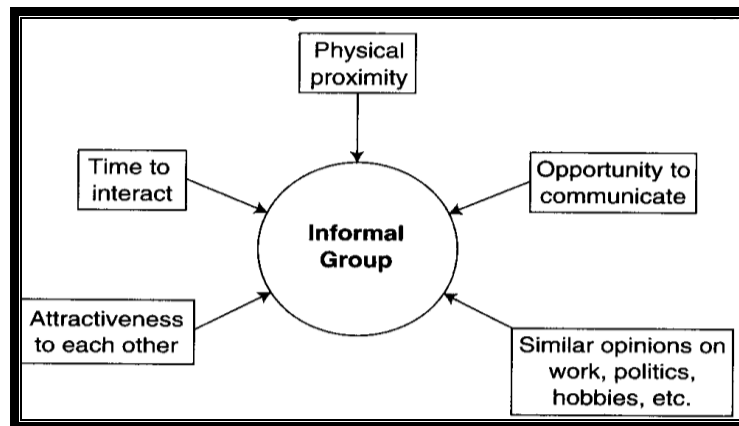 Physical
proximity
Time to
interact
Opportunity to
communicate
Informal
Group
Attractiveness
to each other
Similar opinions on
work, politics,
hobbies, etc.